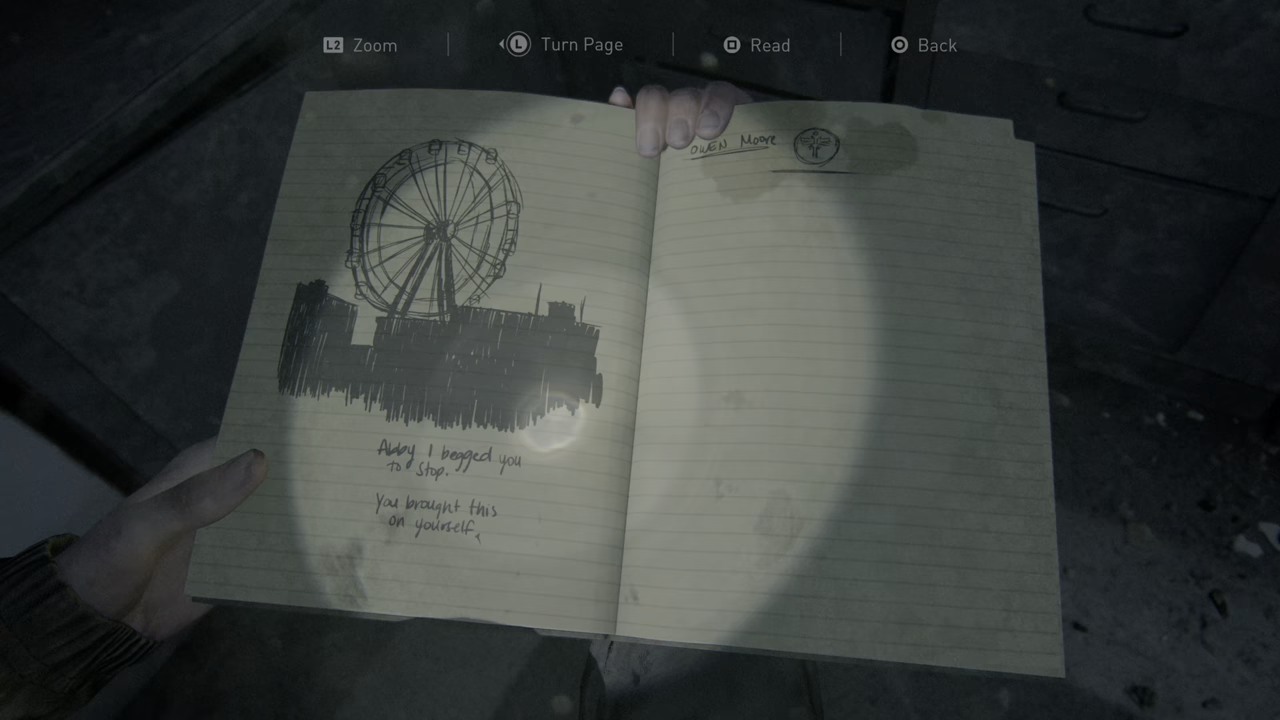 L2 Zoom
L Turn Page
Read
Back
OWEN Moore
Abby I begged you
to stop.
You brought this
on yourself.